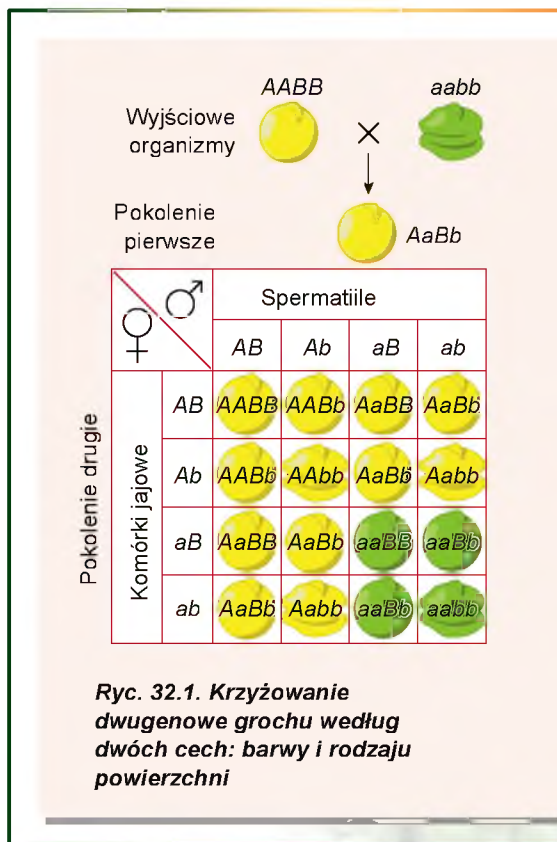 AABB aabb
Wyjściowe
organizmy
Pokolenie
pierwsze
AaBb
Spermatiile
AB Ab aB ab
Pokolenie drugie
Komórki jajowe
AB AABB AABb AaBB AaBb
Ab AABb AAbb AaBb Aabb
aB AaBB AaBb aaBB aaBb
ab AaBb Aabb aaBb aabb
Ryc. 32.1. Krzyżowanie
dwugenowe grochu według
dwóch cech: barwy i rodzaju
powierzchni